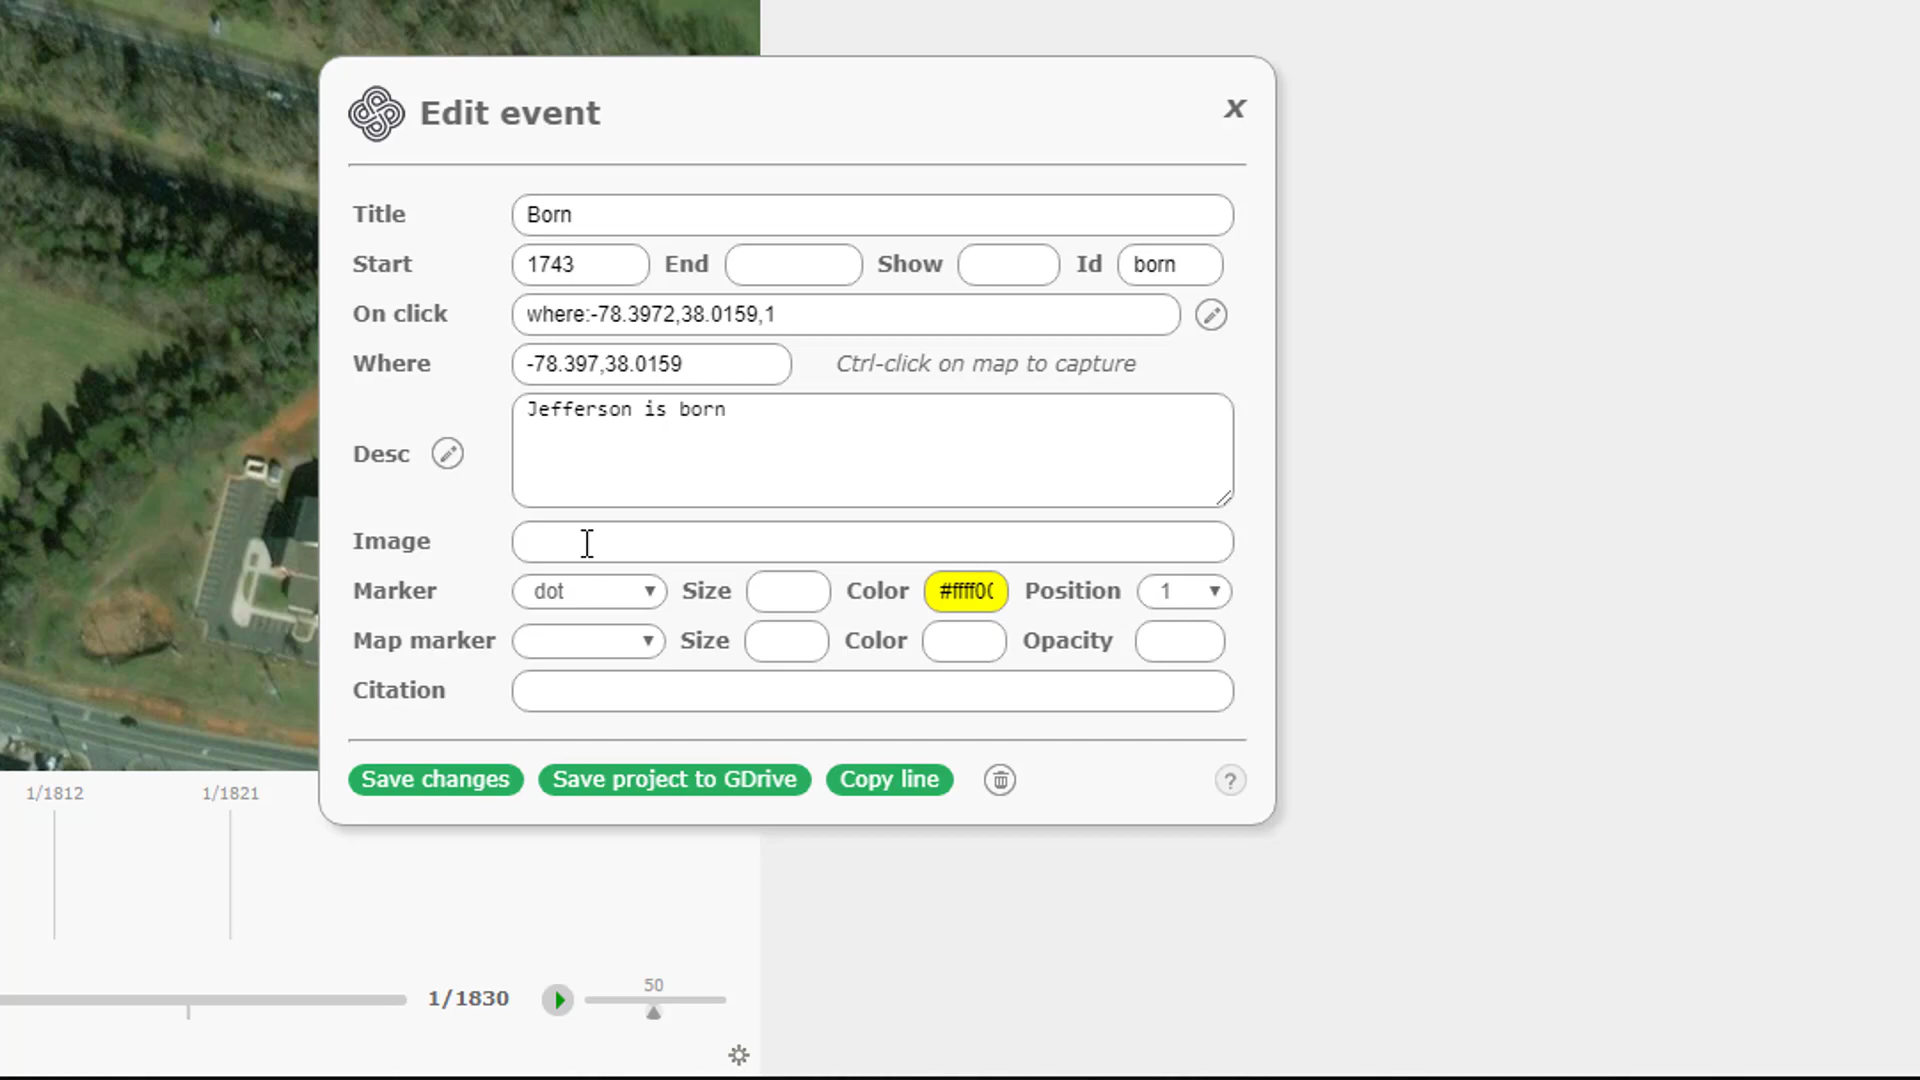 Edit event
x
Title Born
Start 1743 End Show Id born
On click where:-78.3972,38.0159,1
Where -78.397,38.0159 Ctrl-click on map to capture
Desc Jefferson is born
Image
Marker dot Size Color #ffff0 Position 1
Map marker Size Color Opacity
Citation
Save changes Save project to GDrive Copy line ?
1/1812 1/1821
1/1830 50